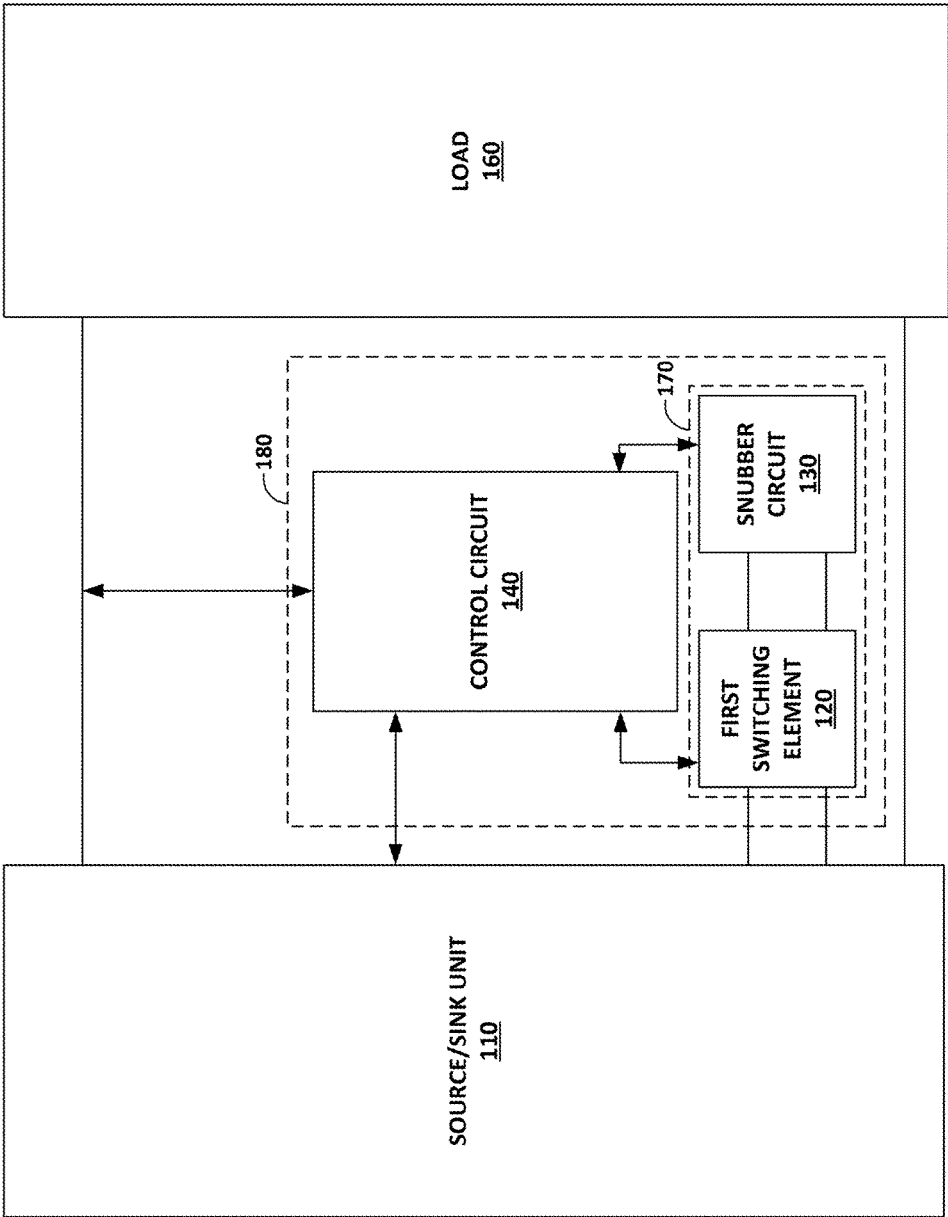 SOURCE/SINK UNIT
110
180
CONTROL CIRCUIT
140
170
FIRST
SWITCHING
ELEMENT
120
SNUBBER
CIRCUIT
130
LOAD
160